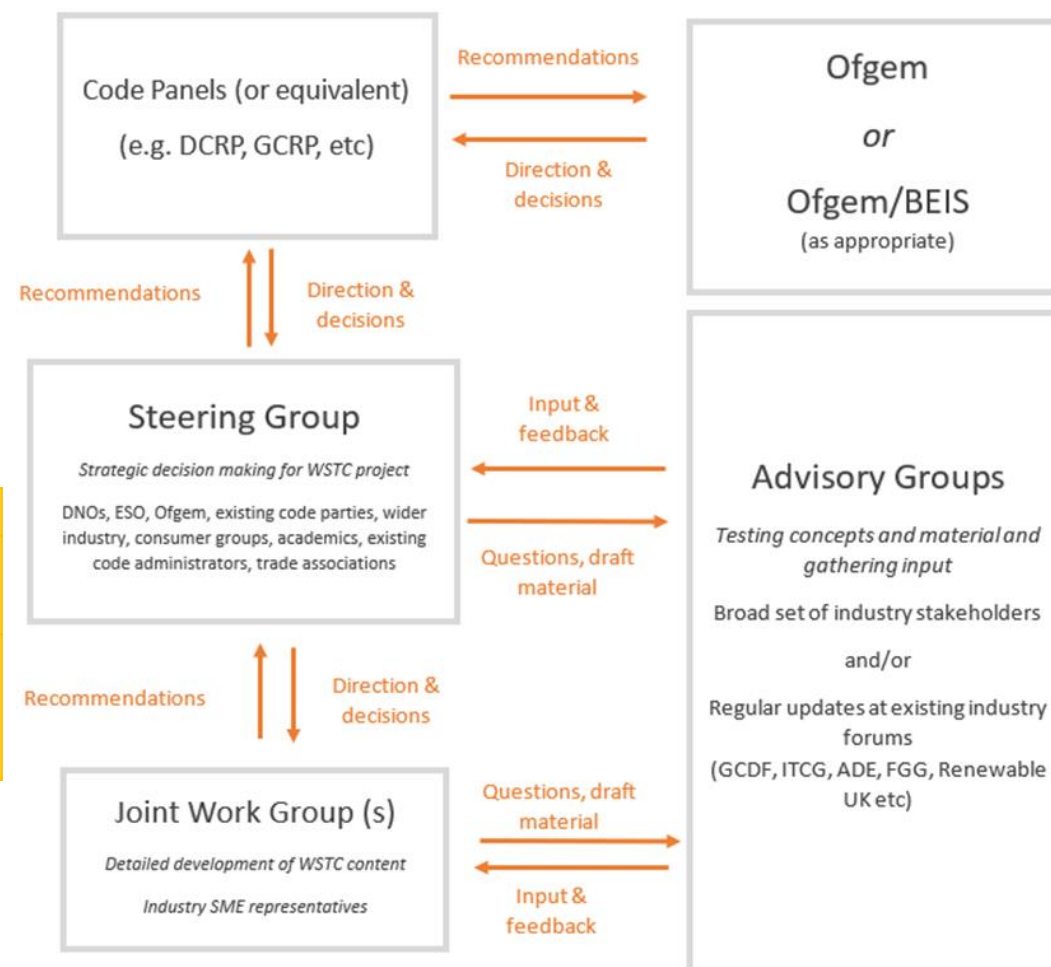 Code Panels (or equivalent)
(e.g. DCRP, GCRP, etc)
Recommendations
Direction &
decisions
Ofgem
or
Ofgem/BEIS
(as appropriate)
Recommendations
Direction &
decisions
Steering Group
Strategic decision making for WSTC project
DNOs, ESO, Ofgem, existing code parties, wider
industry, consumer groups, academics, existing
code administrators, trade associations
Input &
feedback
Questions, draft
material
Advisory Groups
Testing concepts and material and
gathering input
Broad set of industry stakeholders
and/or
Regular updates at existing industry
forums
(GCDF, ITCG, ADE, FGG, Renewable
UK etc)
Recommendations
Direction &
decisions
Joint Work Group (s)
Detailed development of WSTC content
Industry SME representatives
Questions, draft
material
Input &
feedback